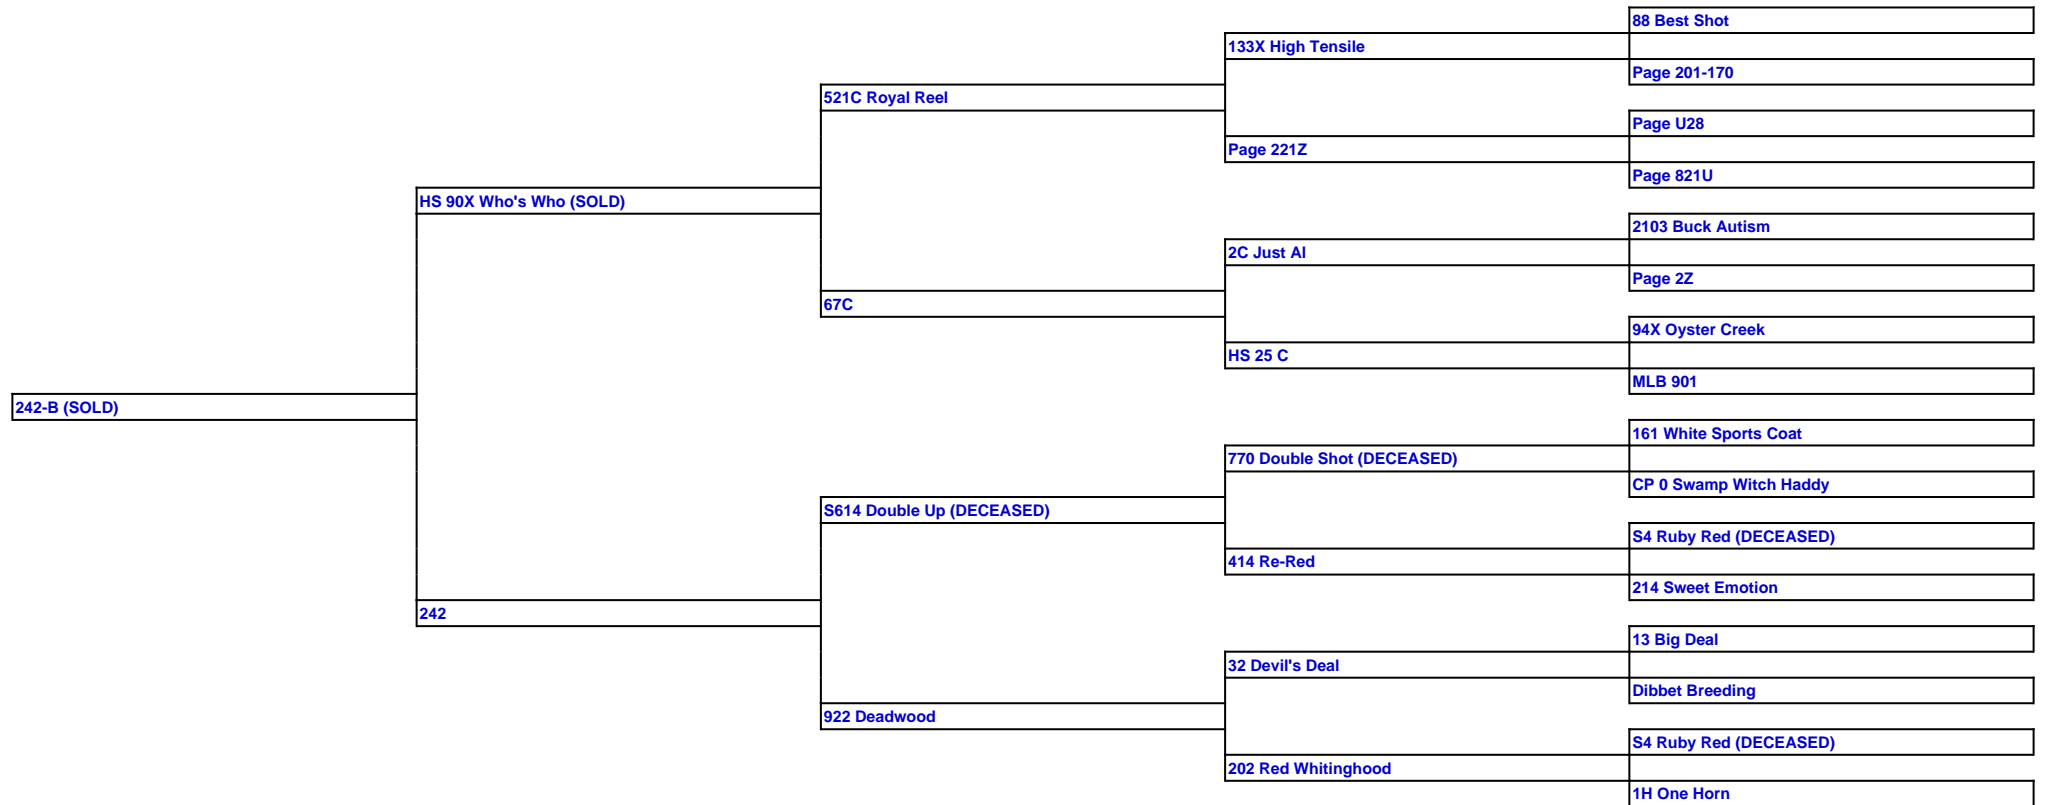 88 Best Shot
133X High Tensile
Page 201-170
521C Royal Reel
Page U28
Page 221Z
Page 821U
HS 90X Who's Who (SOLD)
2103 Buck Autism
2C Just AI
Page 2Z
67C
94X Oyster Creek
HS 25 C
MLB 901
242-B (SOLD)
161 White Sports Coat
770 Double Shot (DECEASED)
CP 0 Swamp Witch Haddy
S614 Double Up (DECEASED)
S4 Ruby Red (DECEASED)
414 Re-Red
214 Sweet Emotion
242
13 Big Deal
32 Devil's Deal
Dibbet Breeding
922 Deadwood
S4 Ruby Red (DECEASED)
202 Red Whitinghood
1H One Horn